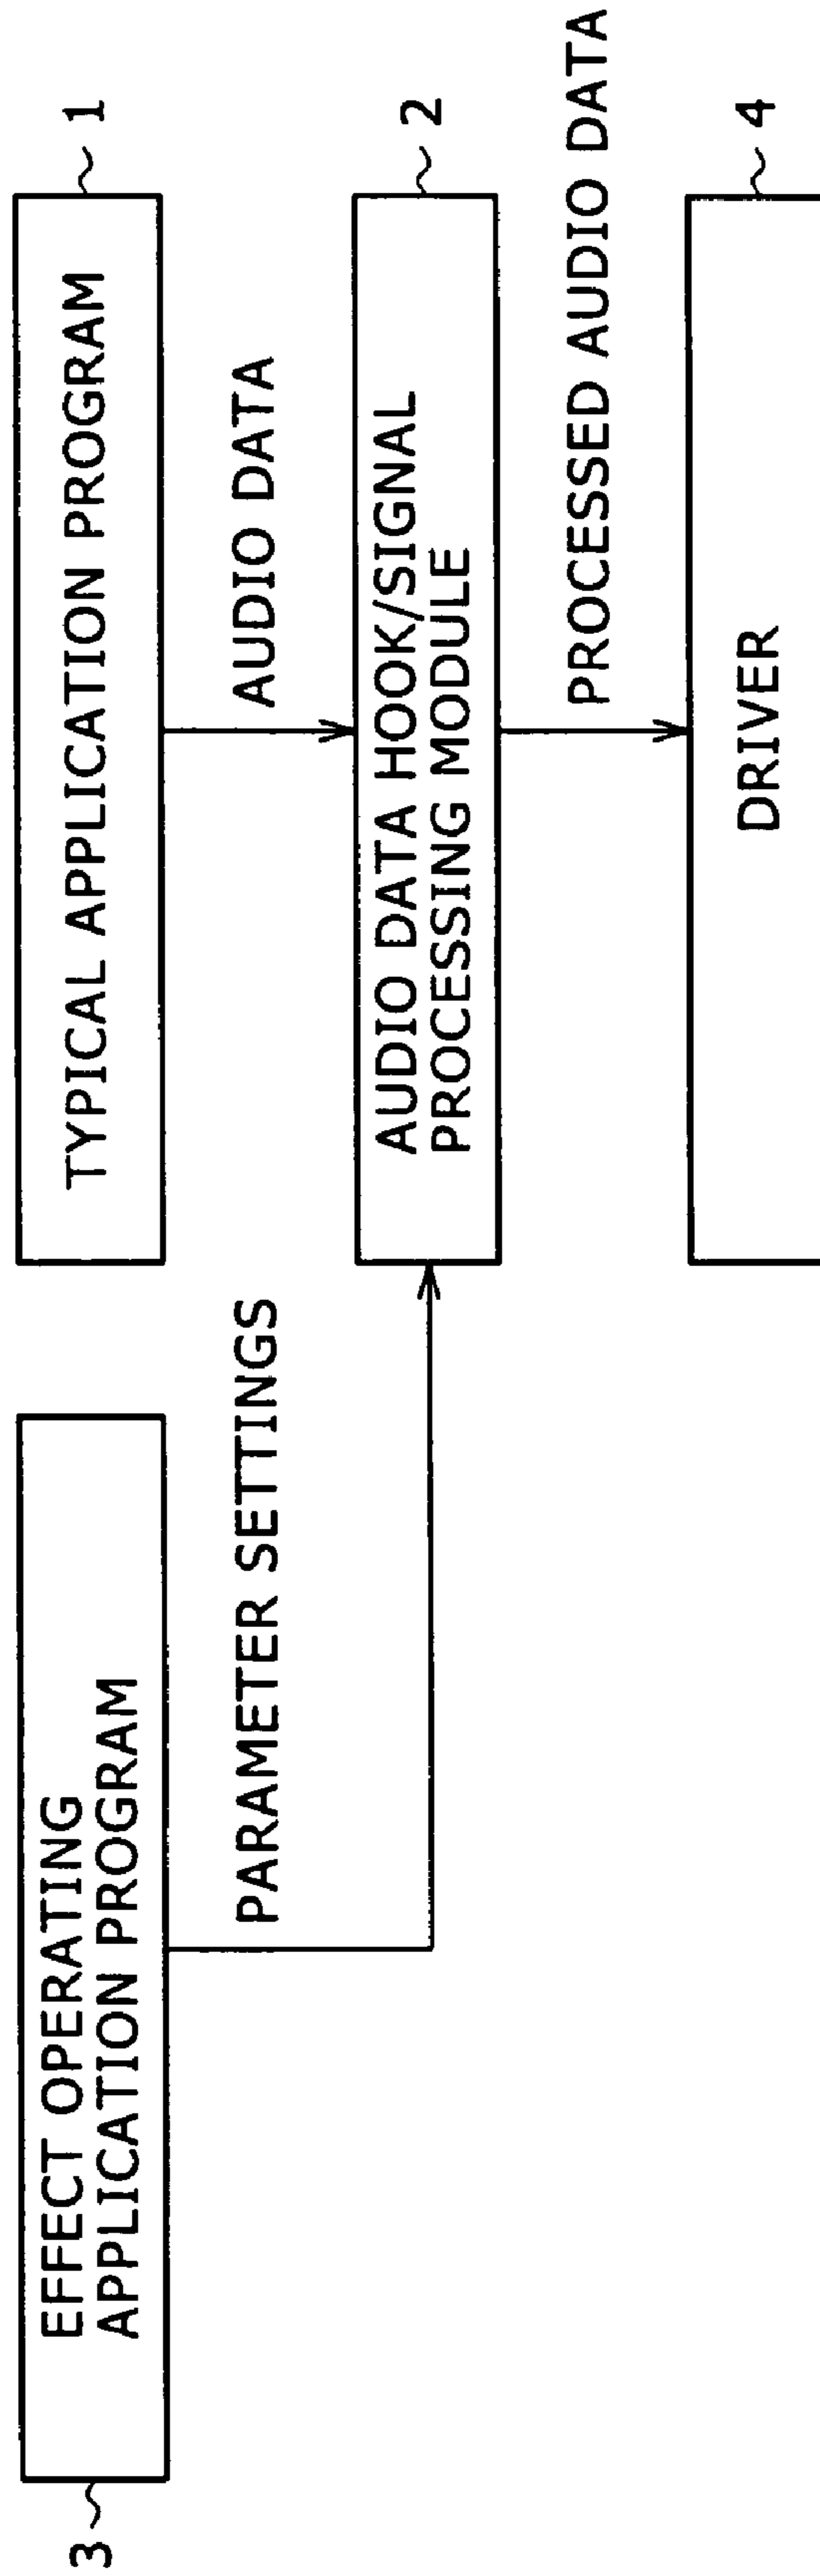 3
EFFECT OPERATING
APPLICATION PROGRAM
TYPICAL APPLICATION PROGRAM
1
PARAMETER SETTINGS
AUDIO DATA
AUDIO DATA HOOK/SIGNAL
PROCESSING MODULE
2
PROCESSED AUDIO DATA
DRIVER
4